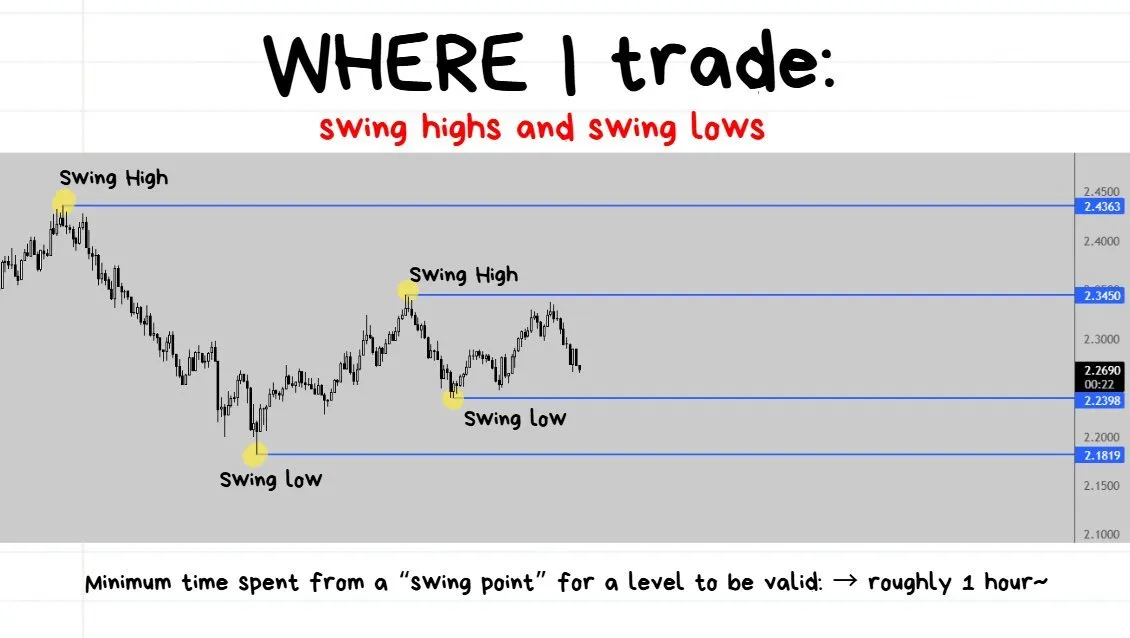 WHERE I trade:
swing highs and swing lows
Swing High
2.4500
2.4363
2.4000
Swing High
2.3450
2.3000
2.2690
00:22
2.2398
Swing low
2.2000
2.1819
Swing low
2.1500
2.1000
Minimum time spent from a “swing point” for a level to be valid: → roughly 1 hour~